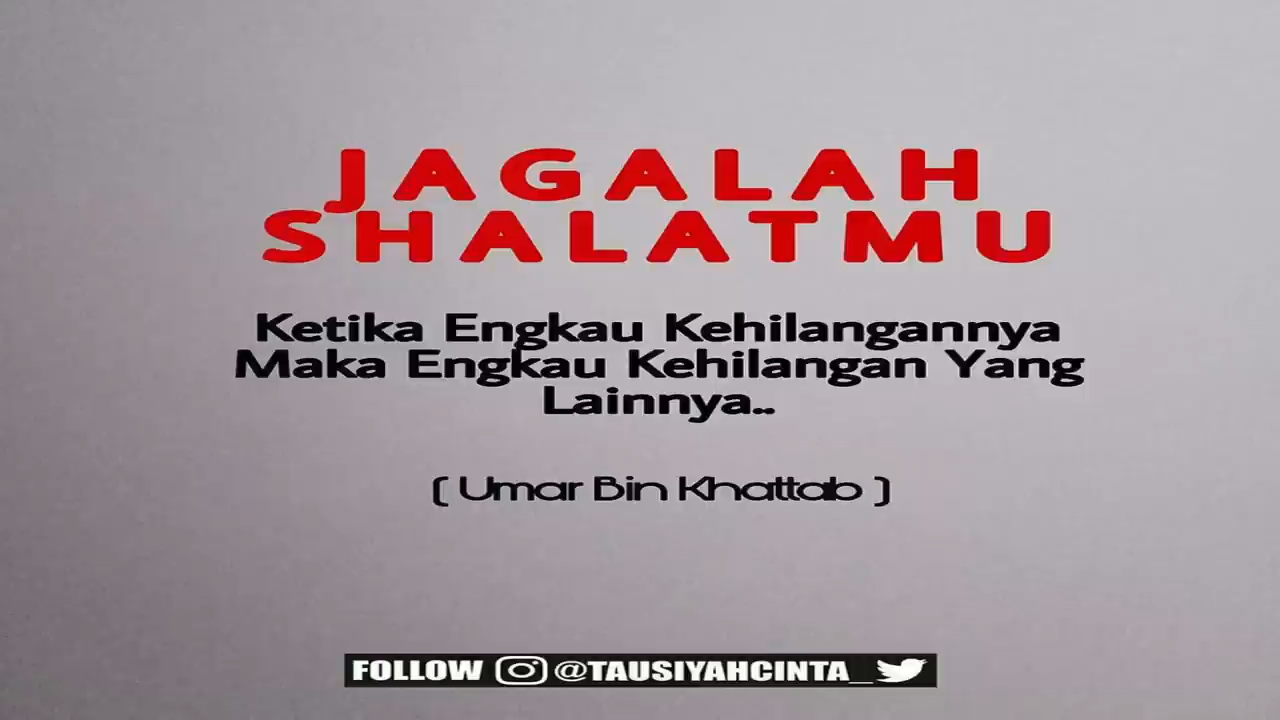 JAGALAH
SHALATMU
Ketika Engkau Kehilangannya
Maka Engkau Kehilangan Yang
Lainnya..
( Umar Bin Khattab )
FOLLOW @TAUSIYAHCINTA_